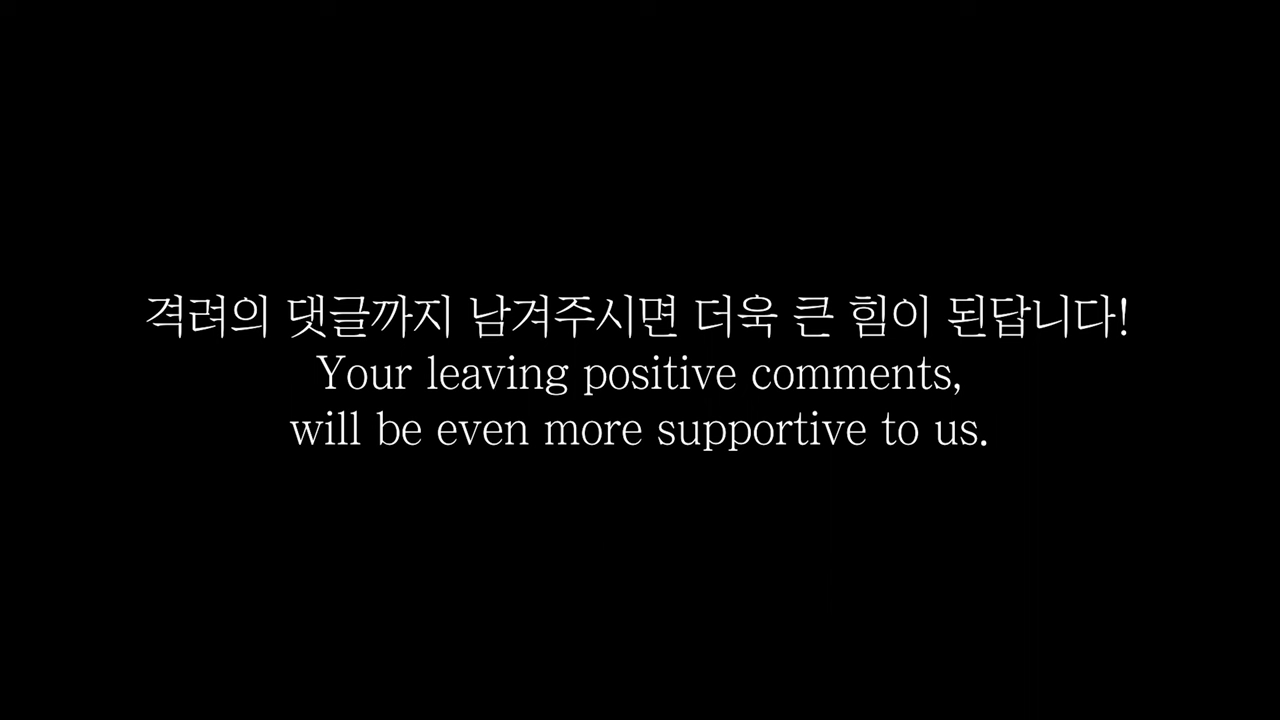 격려의 댓글까지 남겨주시면 더욱 큰 힘이 된답니다!
Your leaving positive comments,
will be even more supportive to us.